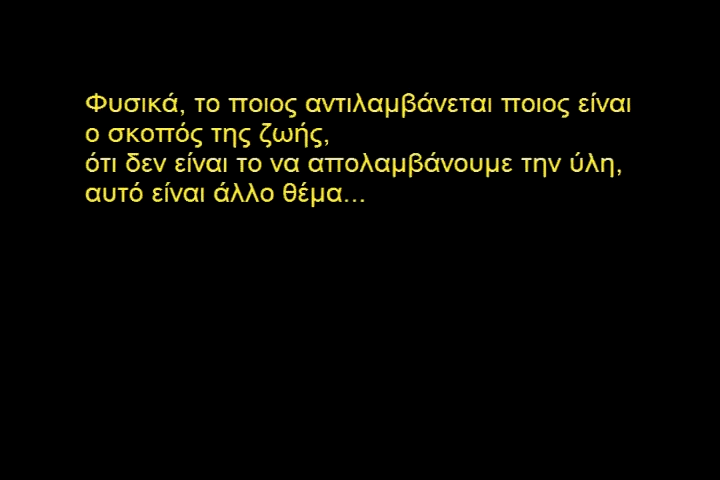 Φυσικά, το ποιος αντιλαμβάνεται ποιος είναι
ο σκοπός της ζωής,
ότι δεν είναι το να απολαμβάνουμε την ύλη,
αυτό είναι άλλο θέμα...